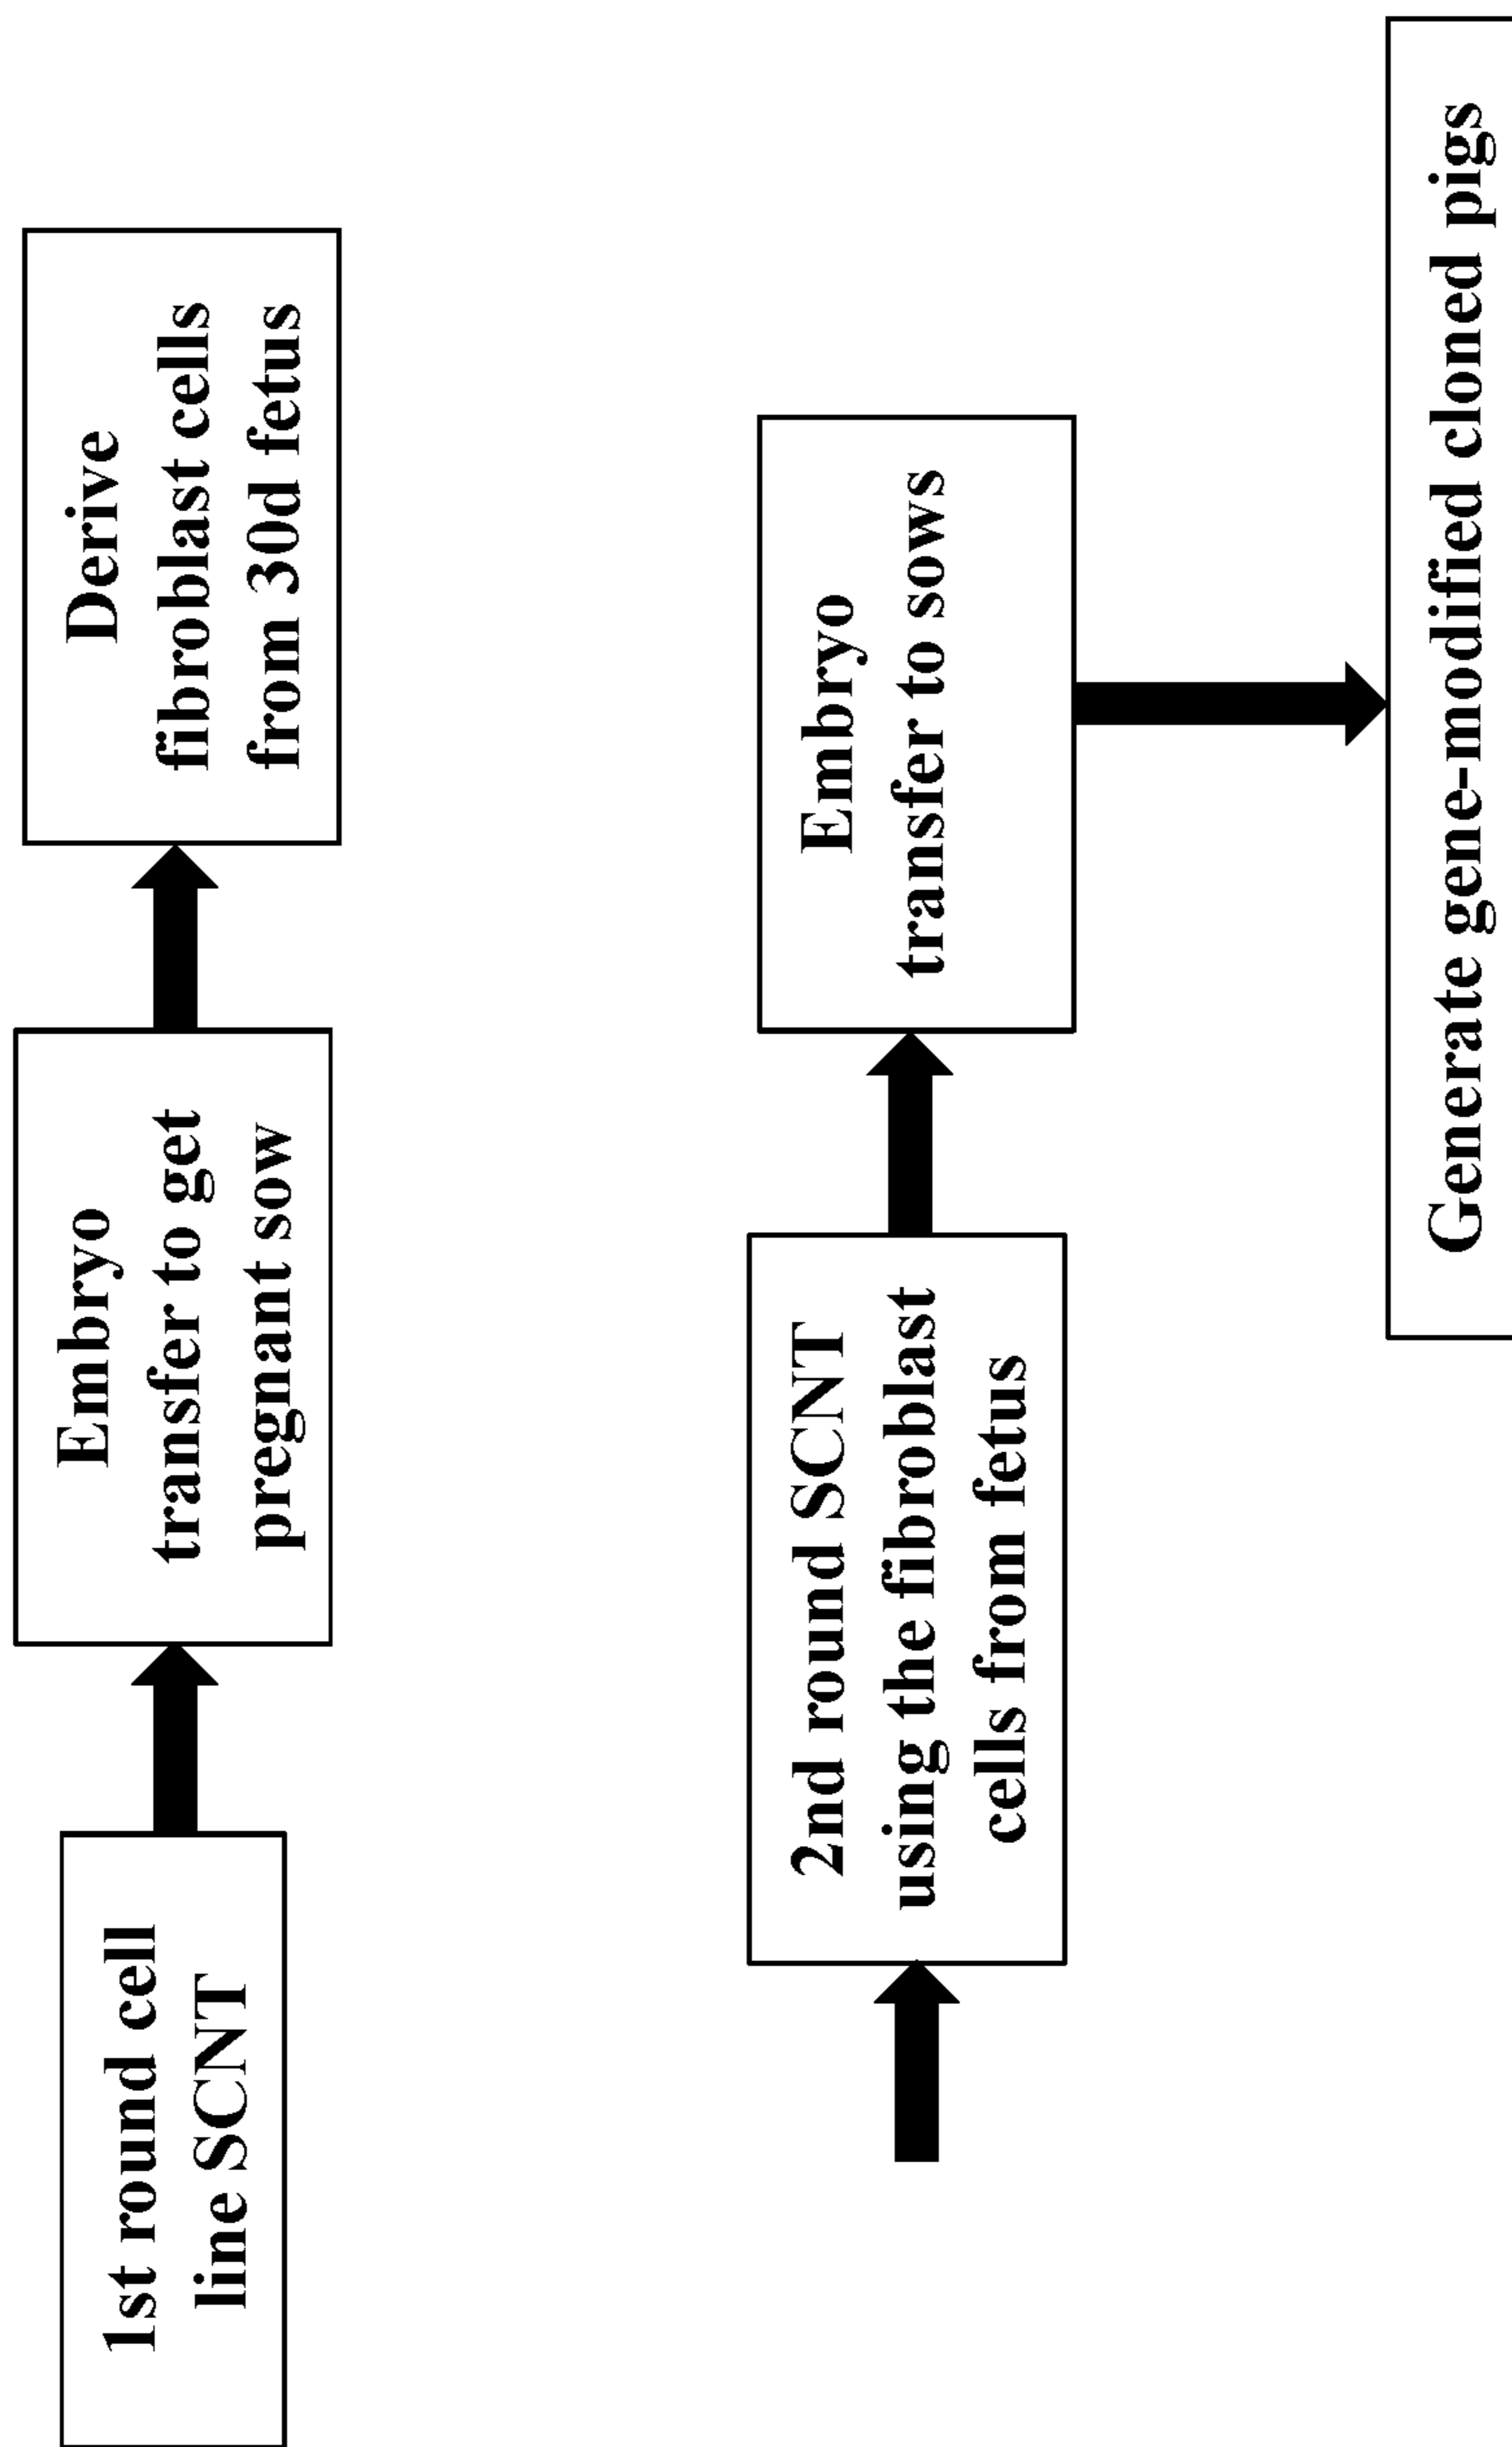 1st round cell
line SCNT
Embryo
transfer to get
pregnant sow
Derive
fibroblast cells
from 30d fetus
2nd round SCNT
using the fibroblast
cells from fetus
Embryo
transfer to sows
Generate gene-modified cloned pigs